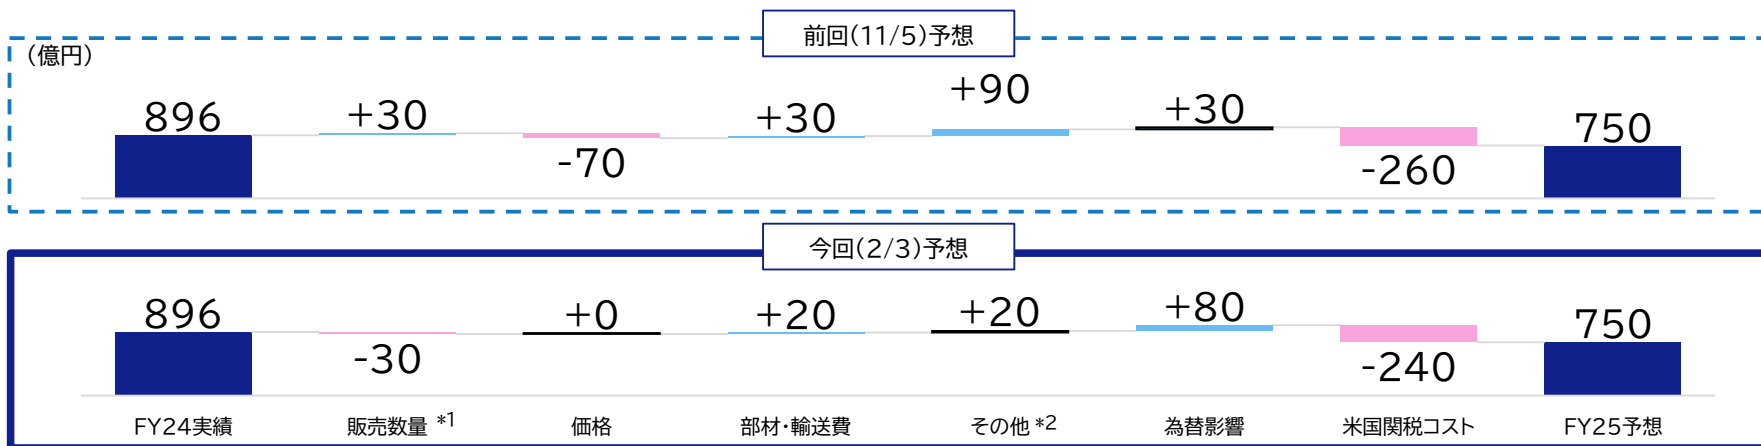 前回(11/5)予想
(億円)
896
+30
-70
+30
+90
+30
-260
750
今回(2/3)予想
896
-30
+0
+20
+20
+80
-240
750
FY24実績
販売数量 *1
価格
部材・輸送費
その他 *2
為替影響
米国関税コスト
FY25予想